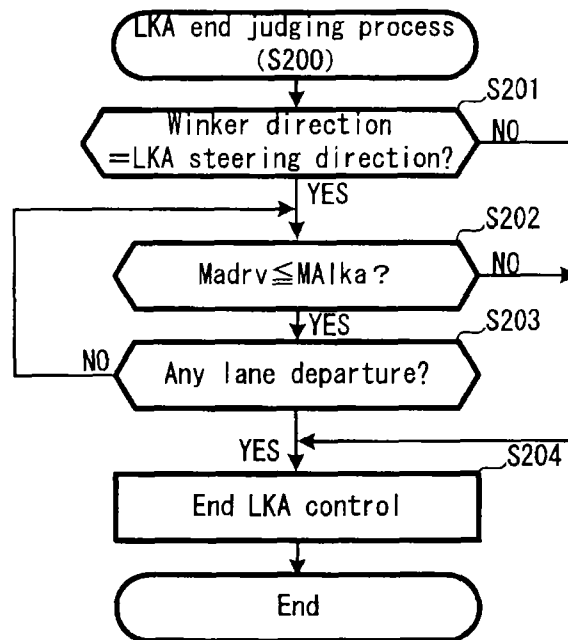 LKA end judging process
(S200)
S201
Winker direction
=LKA steering direction?
NO
YES
S202
Madrv≦MAlka?
NO
YES
S203
NO
Any lane departure?
YES
S204
End LKA control
End